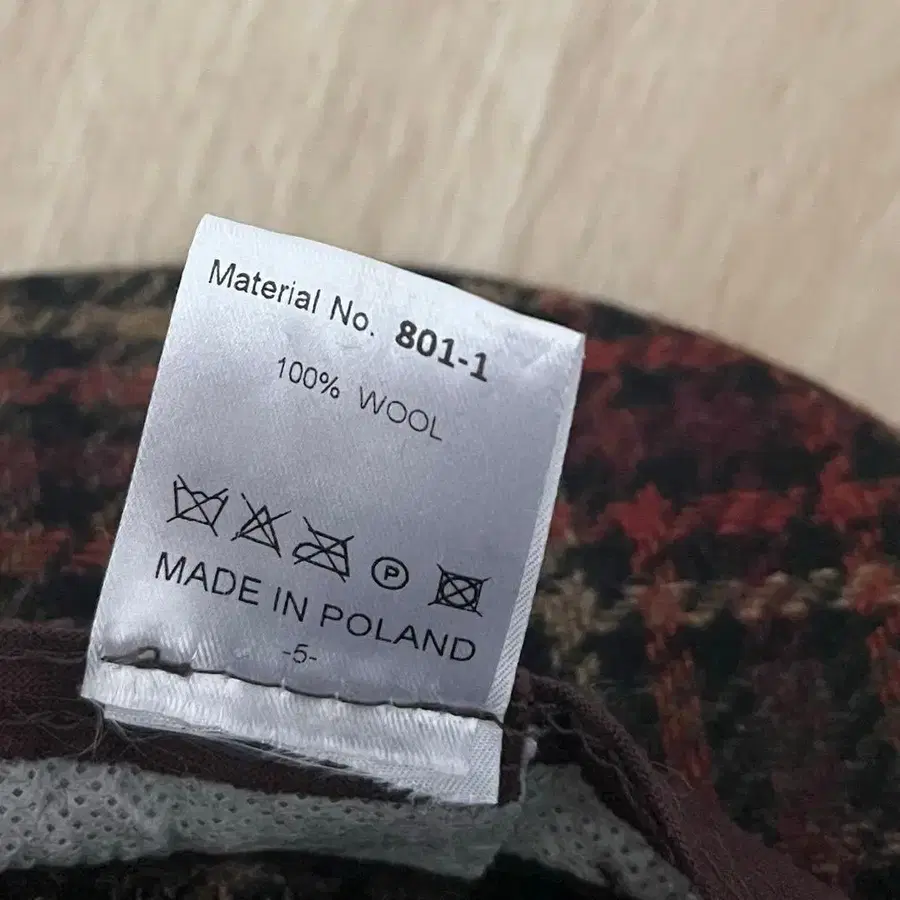 Material No. 801-1
100% WOOL
P
MADE IN POLAND
-5-